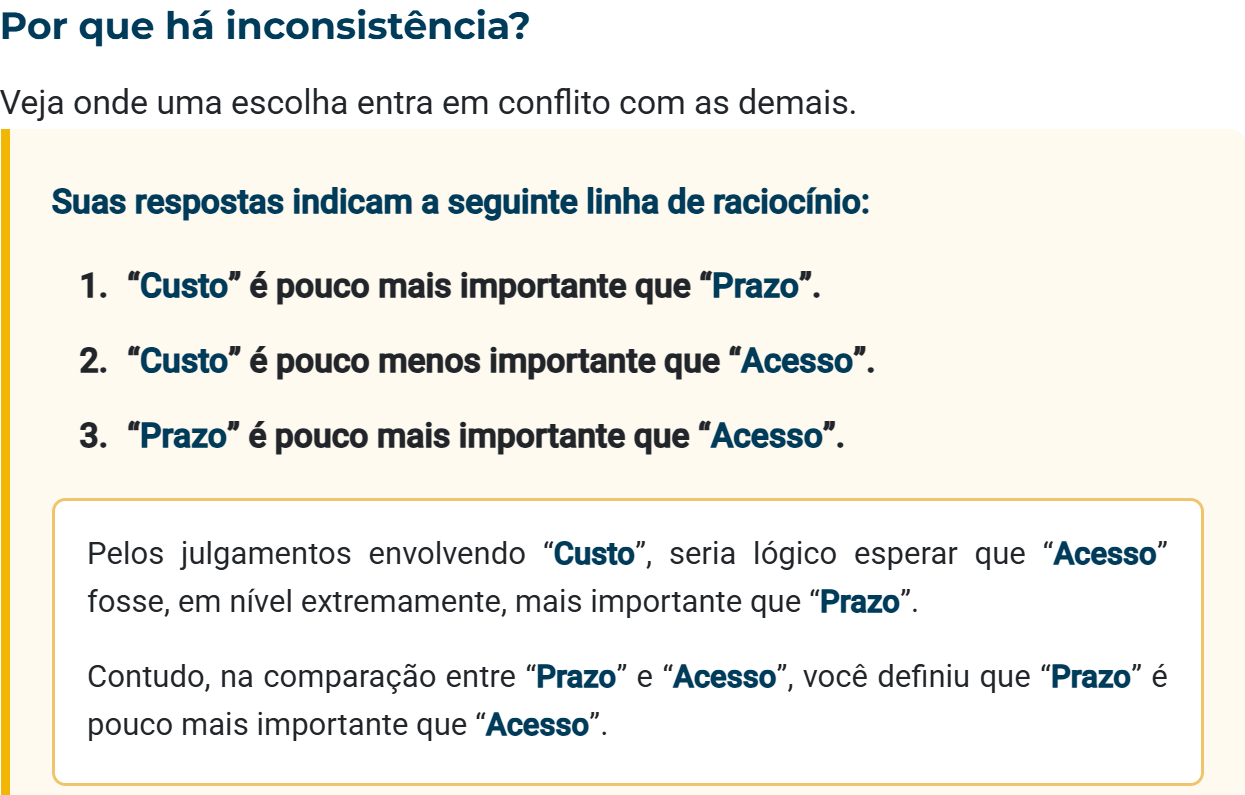 Por que há inconsistência?
Veja onde uma escolha entra em conflito com as demais.
Suas respostas indicam a seguinte linha de raciocínio:
1. “Custo” é pouco mais importante que “Prazo”.
2. “Custo” é pouco menos importante que “Acesso”.
3. “Prazo” é pouco mais importante que “Acesso”.
Pelos julgamentos envolvendo “Custo”, seria lógico esperar que “Acesso”
fosse, em nível extremamente, mais importante que “Prazo”.
Contudo, na comparação entre “Prazo” e “Acesso”, você definiu que “Prazo” é
pouco mais importante que “Acesso”.